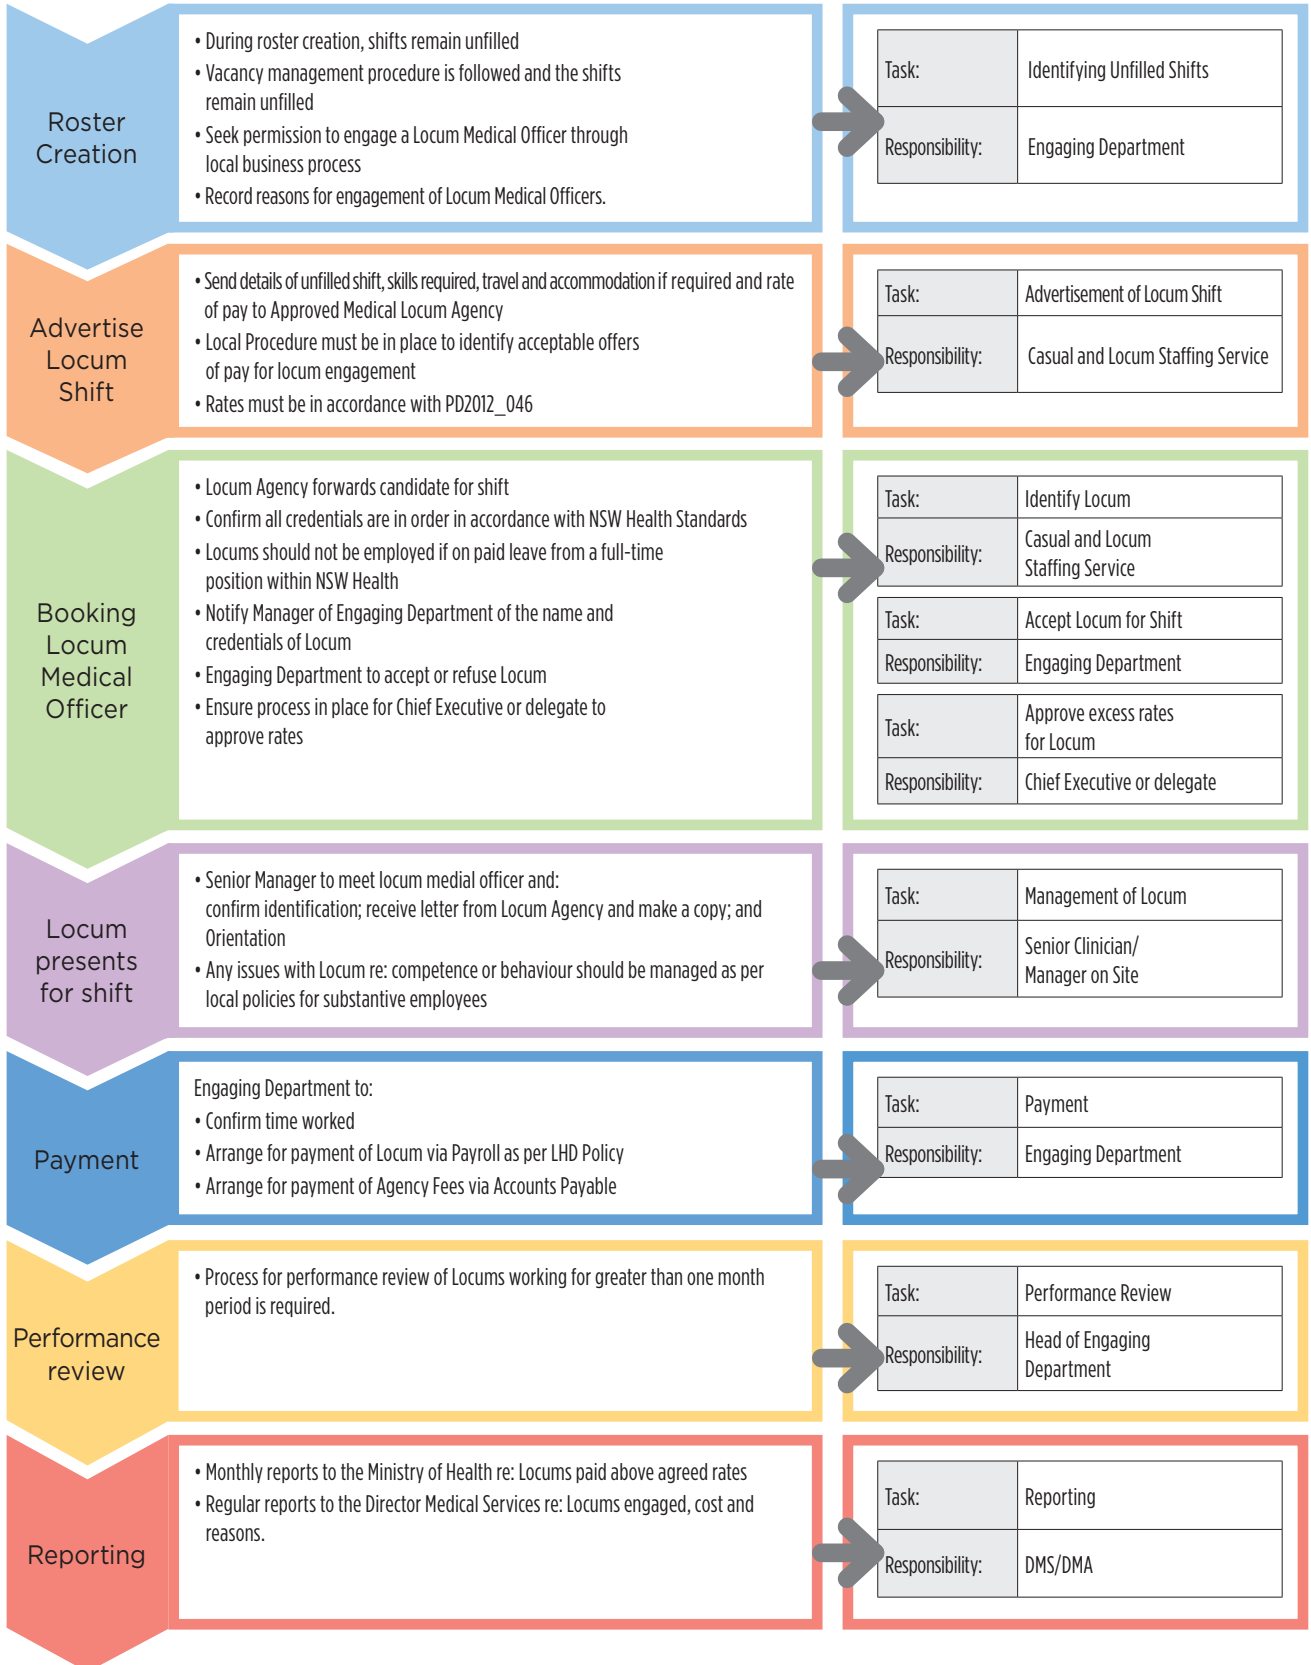 Roster
Creation
• During roster creation, shifts remain unfilled
• Vacancy management procedure is followed and the shifts
remain unfilled
• Seek permission to engage a Locum Medical Officer through
local business process
• Record reasons for engagement of Locum Medical Officers.
Task: Identifying Unfilled Shifts
Responsibility: Engaging Department
Advertise
Locum
Shift
• Send details of unfilled shift, skills required, travel and accommodation if required and rate
of pay to Approved Medical Locum Agency
• Local Procedure must be in place to identify acceptable offers
of pay for locum engagement
• Rates must be in accordance with PD2012_046
Task: Advertisement of Locum Shift
Responsibility: Casual and Locum Staffing Service
Booking
Locum
Medical
Officer
• Locum Agency forwards candidate for shift
• Confirm all credentials are in order in accordance with NSW Health Standards
• Locums should not be employed if on paid leave from a full-time
position within NSW Health
• Notify Manager of Engaging Department of the name and
credentials of Locum
• Engaging Department to accept or refuse Locum
• Ensure process in place for Chief Executive or delegate to
approve rates
Task: Identify Locum
Responsibility: Casual and Locum
Staffing Service
Task: Accept Locum for Shift
Responsibility: Engaging Department
Task: Approve excess rates
for Locum
Responsibility: Chief Executive or delegate
Locum
presents
for shift
• Senior Manager to meet locum medial officer and:
confirm identification; receive letter from Locum Agency and make a copy; and
Orientation
• Any issues with Locum re: competence or behaviour should be managed as per
local policies for substantive employees
Task: Management of Locum
Responsibility: Senior Clinician/
Manager on Site
Payment
Engaging Department to:
• Confirm time worked
• Arrange for payment of Locum via Payroll as per LHD Policy
• Arrange for payment of Agency Fees via Accounts Payable
Task: Payment
Responsibility: Engaging Department
Performance
review
• Process for performance review of Locums working for greater than one month
period is required.
Task: Performance Review
Responsibility: Head of Engaging
Department
Reporting
• Monthly reports to the Ministry of Health re: Locums paid above agreed rates
• Regular reports to the Director Medical Services re: Locums engaged, cost and
reasons.
Task: Reporting
Responsibility: DMS/DMA